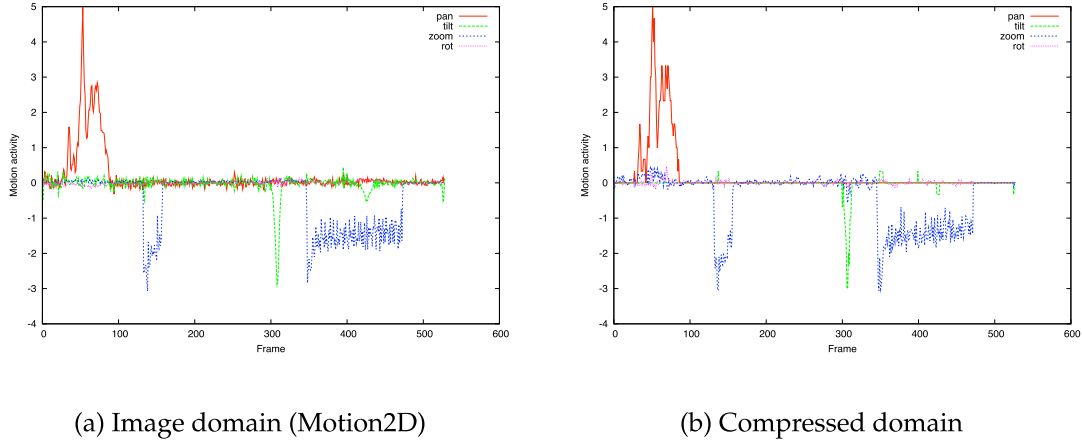 5
4
3
2
1
0
-1
-2
-3
-4
Motion activity
0 100 200 300 400 500 600
Frame
pan
tilt
zoom
rot
(a) Image domain (Motion2D)
5
4
3
2
1
0
-1
-2
-3
-4
Motion activity
0 100 200 300 400 500 600
Frame
pan
tilt
zoom
rot
(b) Compressed domain